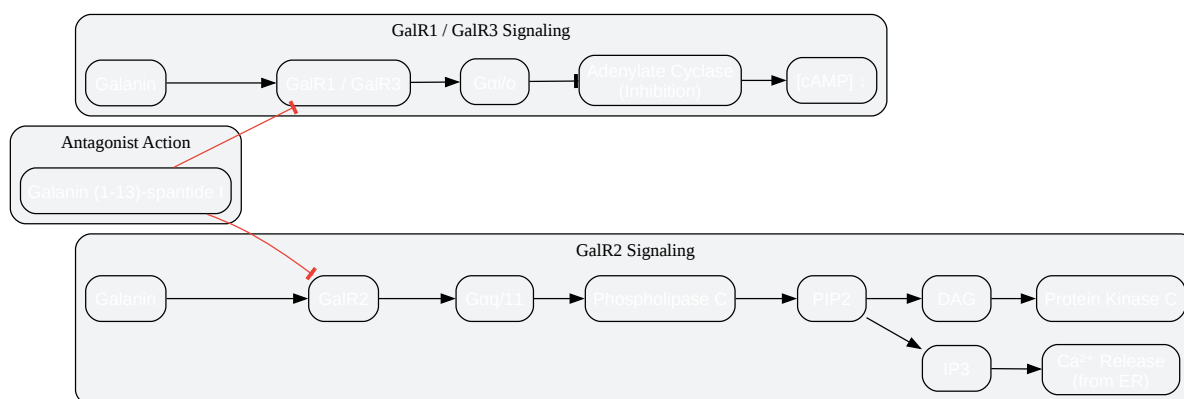 GalR1 / GalR3 Signaling
Galanin
GalR1 / GalR3
Gαi/o
Adenylate Cyclase
(Inhibition)
[cAMP]
Antagonist Action
Galanin (1-13)-spantide I
GalR2 Signaling
Galanin
GalR2
Gαq/11
Phospholipase C
PIP2
DAG
Protein Kinase C
IP3
Ca²⁺ Release
(from ER)